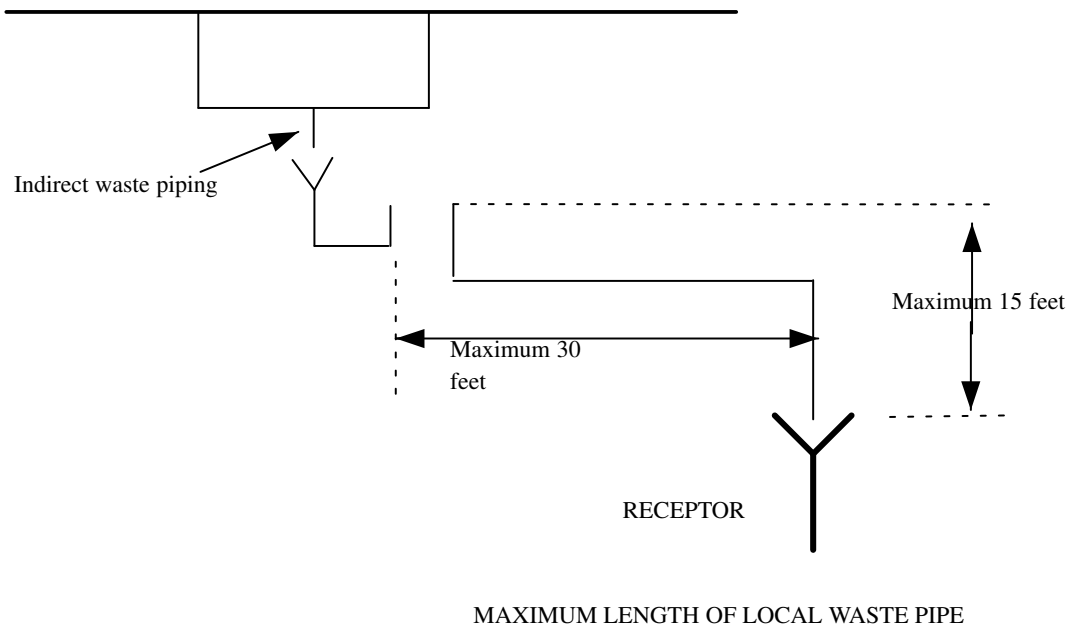 Indirect waste piping
Maximum 15 feet
Maximum 30
feet
RECEPTOR
MAXIMUM LENGTH OF LOCAL WASTE PIPE